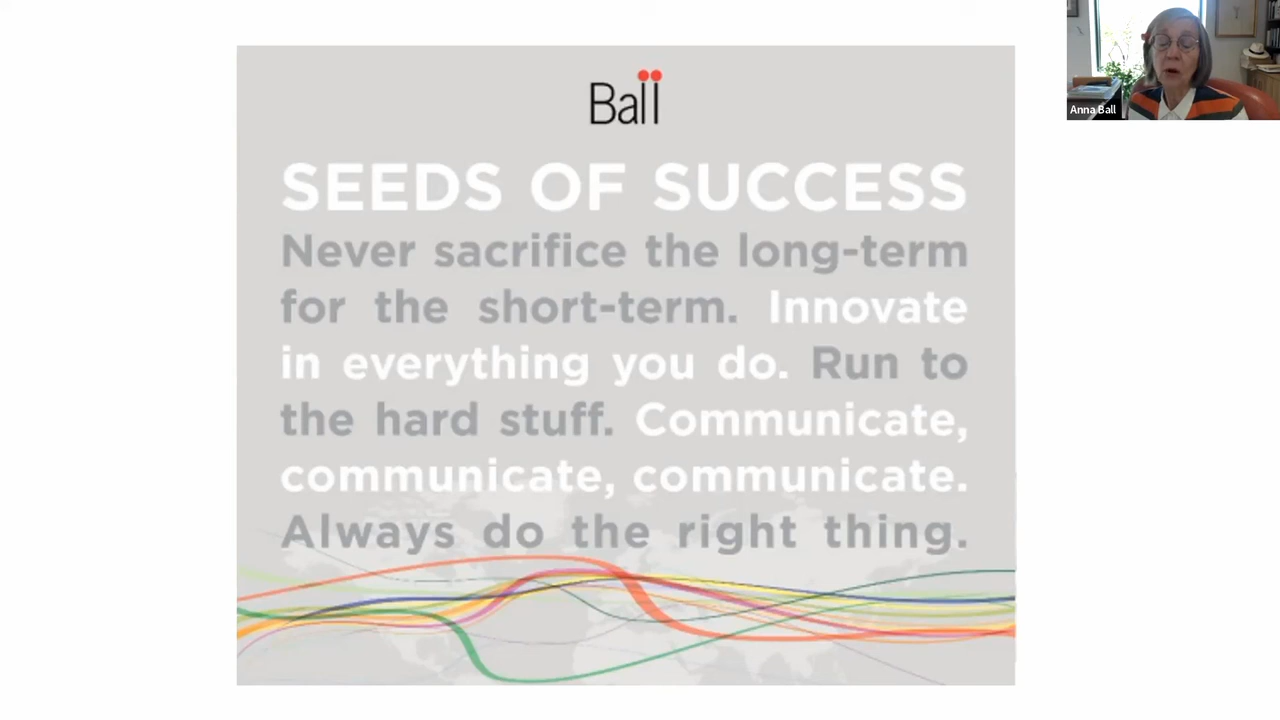 Ball
SEEDS OF SUCCESS
Never sacrifice the long-term
for the short-term. Innovate
in everything you do. Run to
the hard stuff. Communicate,
communicate, communicate.
Always do the right thing.
Anna Ball